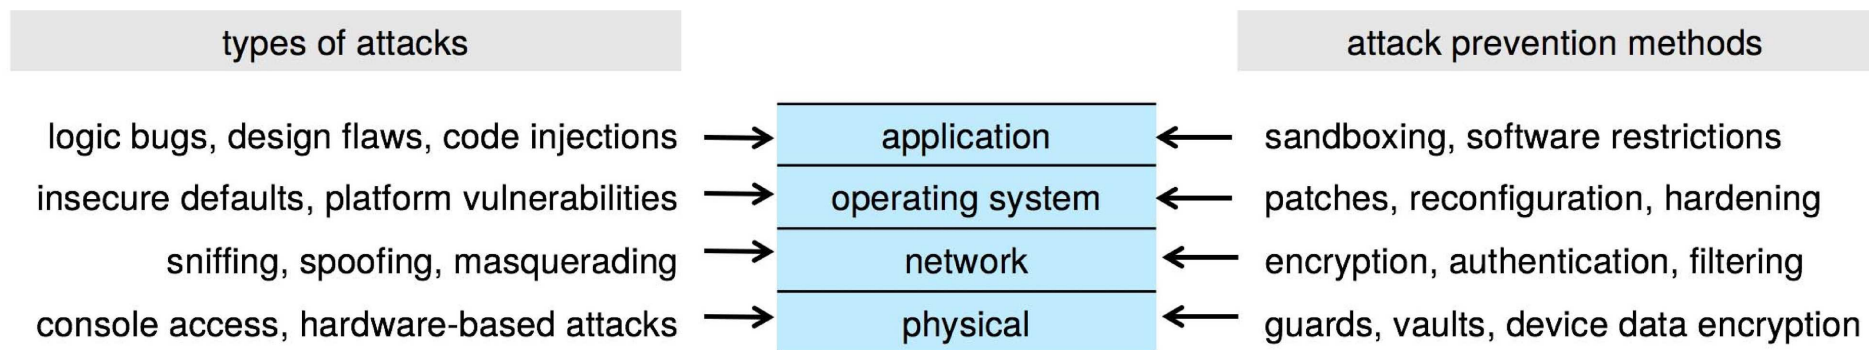 types of attacks
attack prevention methods
logic bugs, design flaws, code injections
application
sandboxing, software restrictions
insecure defaults, platform vulnerabilities
operating system
patches, reconfiguration, hardening
sniffing, spoofing, masquerading
network
encryption, authentication, filtering
console access, hardware-based attacks
physical
guards, vaults, device data encryption